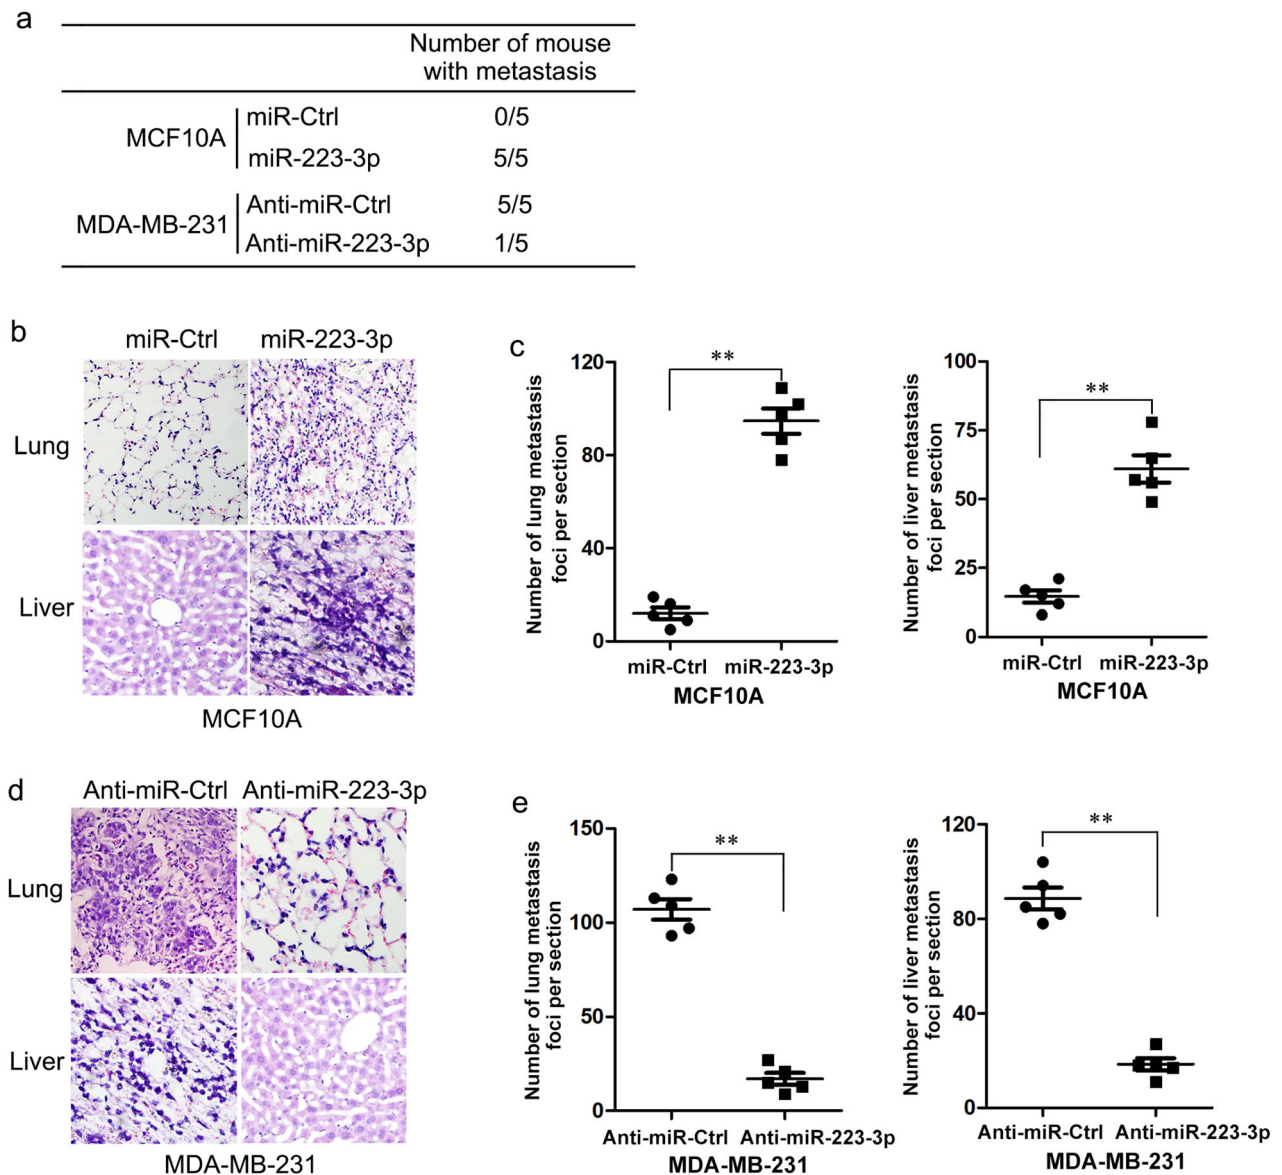 a
Number of mouse
with metastasis
MCF10A
miR-Ctrl 0/5
miR-223-3p 5/5
MDA-MB-231
Anti-miR-Ctrl 5/5
Anti-miR-223-3p 1/5
b
miR-Ctrl miR-223-3p
Lung
Liver
MCF10A
c
Number of lung metastasis
foci per section
120
80
40
0
**
miR-Ctrl miR-223-3p
MCF10A
Number of liver metastasis
foci per section
100
75
50
25
0
**
miR-Ctrl miR-223-3p
MCF10A
d
Anti-miR-Ctrl Anti-miR-223-3p
Lung
Liver
MDA-MB-231
e
Number of lung metastasis
foci per section
150
100
50
0
**
Anti-miR-Ctrl Anti-miR-223-3p
MDA-MB-231
Number of liver metastasis
foci per section
120
80
40
0
**
Anti-miR-Ctrl Anti-miR-223-3p
MDA-MB-231